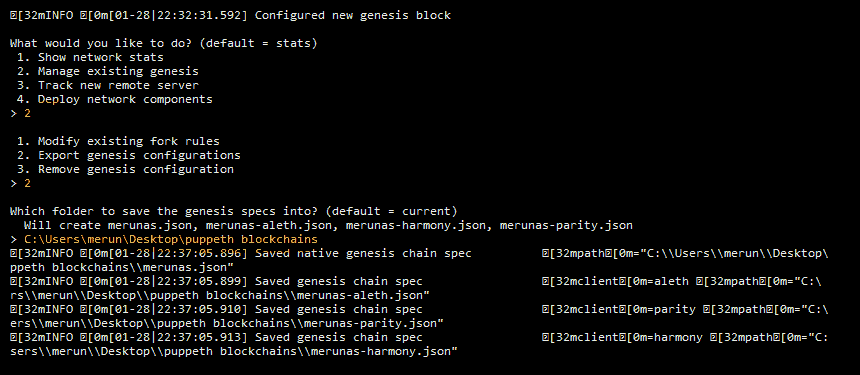 �[32mINFO �[0m[01-28|22:32:31.592] Configured new genesis block
What would you like to do? (default = stats)
1. Show network stats
2. Manage existing genesis
3. Track new remote server
4. Deploy network components
> 2
1. Modify existing fork rules
2. Export genesis configurations
3. Remove genesis configuration
> 2
Which folder to save the genesis specs into? (default = current)
Will create merunas.json, merunas-aleth.json, merunas-harmony.json, merunas-parity.json
> C:\Users\merun\Desktop\puppeth blockchains
�[32mINFO �[0m[01-28|22:37:05.896] Saved native genesis chain spec �[32mpath�[0m="C:\\Users\\merun\\Desktop\
ppeth blockchains\\merunas.json"
�[32mINFO �[0m[01-28|22:37:05.899] Saved genesis chain spec �[32mclient�[0m=aleth �[32mpath�[0m="C:\
rs\\merun\\Desktop\\puppeth blockchains\\merunas-aleth.json"
�[32mINFO �[0m[01-28|22:37:05.910] Saved genesis chain spec �[32mclient�[0m=parity �[32mpath�[0m="C:\
ers\\merun\\Desktop\\puppeth blockchains\\merunas-parity.json"
�[32mINFO �[0m[01-28|22:37:05.913] Saved genesis chain spec �[32mclient�[0m=harmony �[32mpath�[0m="C:
sers\\merun\\Desktop\\puppeth blockchains\\merunas-harmony.json"